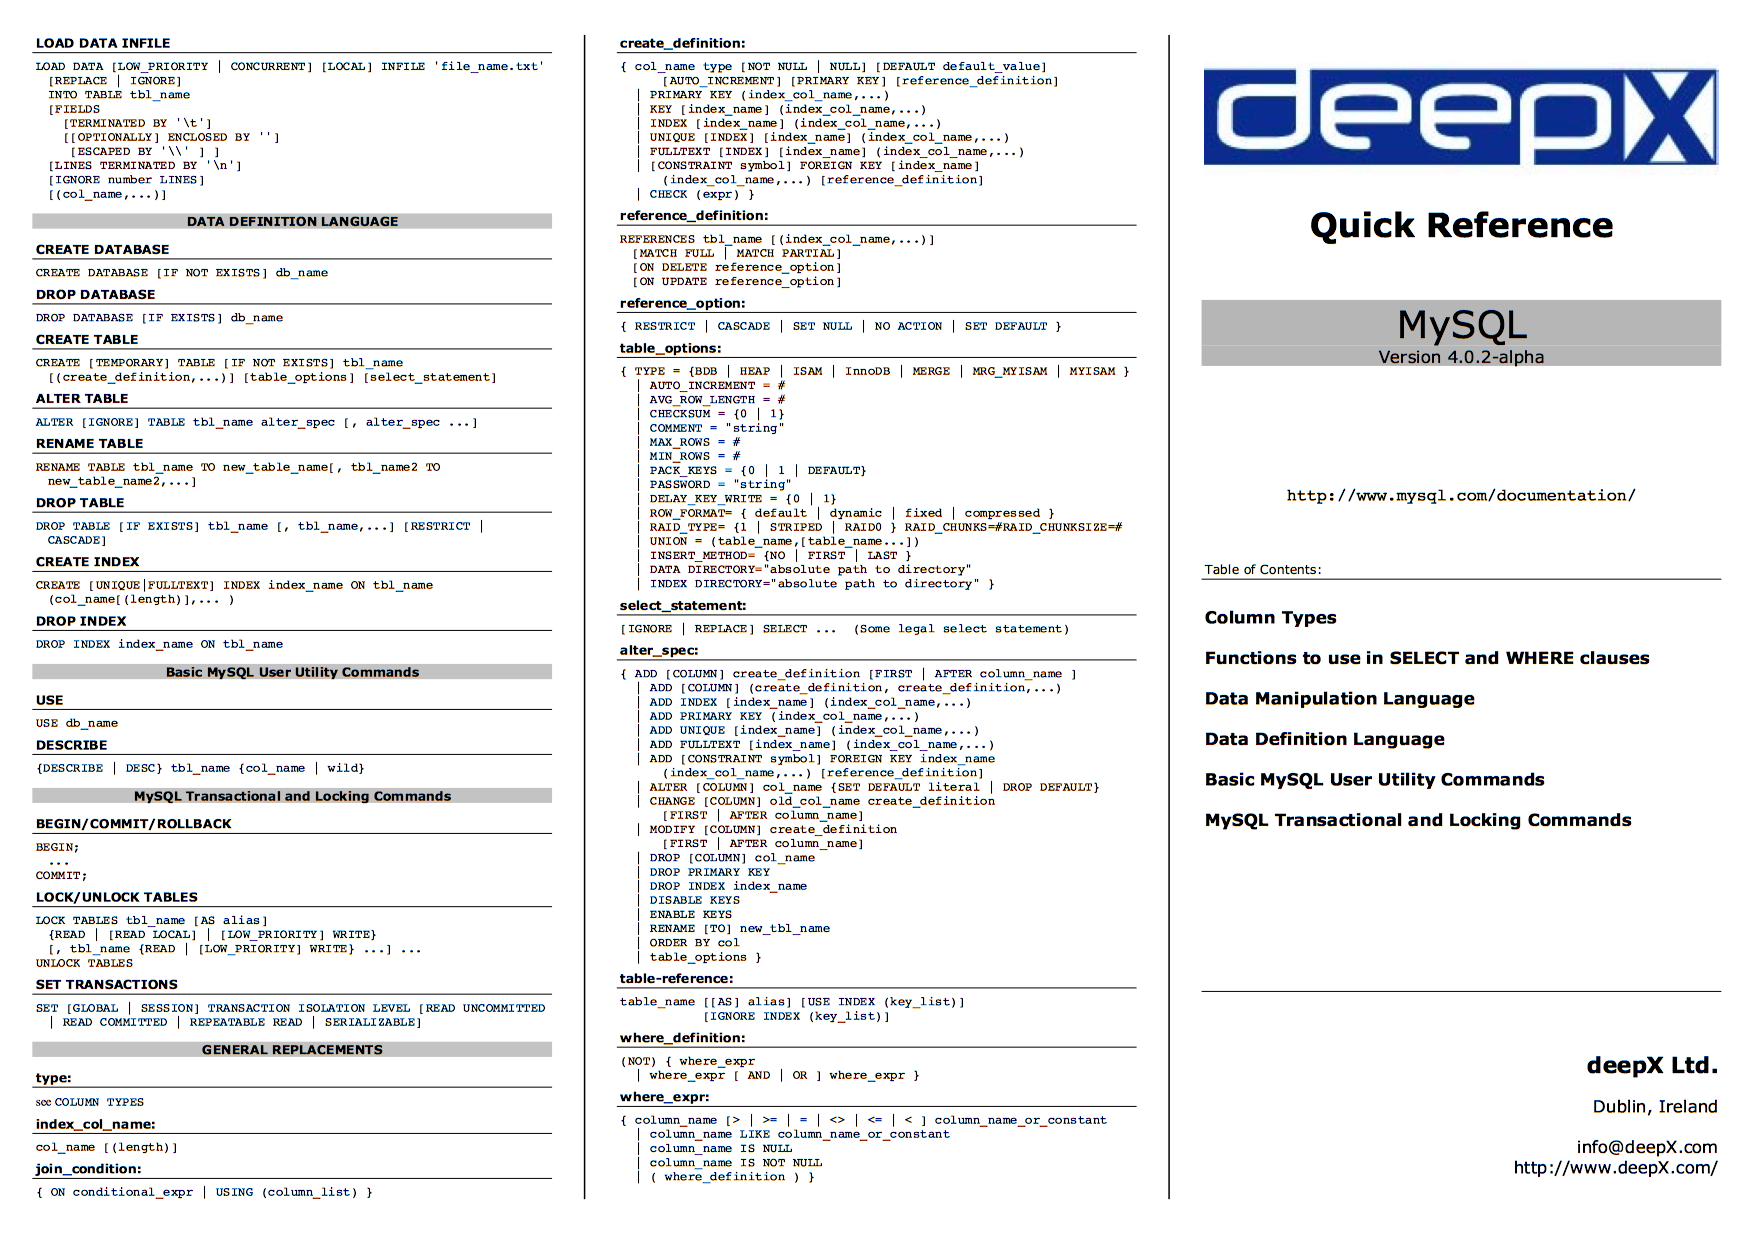 LOAD DATA INFILE
LOAD DATA [LOW_PRIORITY | CONCURRENT] [LOCAL] INFILE 'file_name.txt'
[REPLACE | IGNORE]
INTO TABLE tbl_name
[FIELDS
[TERMINATED BY '\t']
[[OPTIONALLY] ENCLOSED BY '']
[ESCAPED BY '\\' ] ]
[LINES TERMINATED BY '\n']
[IGNORE number LINES]
[(col_name,...)]
DATA DEFINITION LANGUAGE
CREATE DATABASE
CREATE DATABASE [IF NOT EXISTS] db_name
DROP DATABASE
DROP DATABASE [IF EXISTS] db_name
CREATE TABLE
CREATE [TEMPORARY] TABLE [IF NOT EXISTS] tbl_name
[(create_definition,...)] [table_options] [select_statement]
ALTER TABLE
ALTER [IGNORE] TABLE tbl_name alter_spec [, alter_spec ...]
RENAME TABLE
RENAME TABLE tbl_name TO new_table_name[, tbl_name2 TO
new_table_name2,...]
DROP TABLE
DROP TABLE [IF EXISTS] tbl_name [, tbl_name,...] [RESTRICT |
CASCADE]
CREATE INDEX
CREATE [UNIQUE|FULLTEXT] INDEX index_name ON tbl_name
(col_name[(length)],... )
DROP INDEX
DROP INDEX index_name ON tbl_name
Basic MySQL User Utility Commands
USE
USE db_name
DESCRIBE
{DESCRIBE | DESC} tbl_name {col_name | wild}
MySQL Transactional and Locking Commands
BEGIN/COMMIT/ROLLBACK
BEGIN;
...
COMMIT;
LOCK/UNLOCK TABLES
LOCK TABLES tbl_name [AS alias]
{READ | [READ LOCAL] | [LOW_PRIORITY] WRITE}
[, tbl_name {READ | [LOW_PRIORITY] WRITE} ...] ...
UNLOCK TABLES
SET TRANSACTIONS
SET [GLOBAL | SESSION] TRANSACTION ISOLATION LEVEL [READ UNCOMMITTED
| READ COMMITTED | REPEATABLE READ | SERIALIZABLE]
GENERAL REPLACEMENTS
type:
see COLUMN TYPES
index_col_name:
col_name [(length)]
join_condition:
{ ON conditional_expr | USING (column_list) }
create_definition:
{ col_name type [NOT NULL | NULL] [DEFAULT default_value]
[AUTO_INCREMENT] [PRIMARY KEY] [reference_definition]
| PRIMARY KEY (index_col_name,...)
| KEY [index_name] (index_col_name,...)
| INDEX [index_name] (index_col_name,...)
| UNIQUE [INDEX] [index_name] (index_col_name,...)
| FULLTEXT [INDEX] [index_name] (index_col_name,...)
| [CONSTRAINT symbol] FOREIGN KEY [index_name]
(index_col_name,...) [reference_definition]
| CHECK (expr) }
reference_definition:
REFERENCES tbl_name [(index_col_name,...)]
[MATCH FULL | MATCH PARTIAL]
[ON DELETE reference_option]
[ON UPDATE reference_option]
reference_option:
{ RESTRICT | CASCADE | SET NULL | NO ACTION | SET DEFAULT }
table_options:
{ TYPE = {BDB | HEAP | ISAM | InnoDB | MERGE | MRG_MYISAM | MYISAM }
| AUTO_INCREMENT = #
| AVG_ROW_LENGTH = #
| CHECKSUM = {0 | 1}
| COMMENT = "string"
| MAX_ROWS = #
| MIN_ROWS = #
| PACK_KEYS = {0 | 1 | DEFAULT}
| PASSWORD = "string"
| DELAY_KEY_WRITE = {0 | 1}
| ROW_FORMAT= { default | dynamic | fixed | compressed }
| RAID_TYPE= {1 | STRIPED | RAID0 } RAID_CHUNKS=#RAID_CHUNKSIZE=#
| UNION = (table_name,[table_name...])
| INSERT_METHOD= {NO | FIRST | LAST }
| DATA DIRECTORY="absolute path to directory"
| INDEX DIRECTORY="absolute path to directory" }
select_statement:
[IGNORE | REPLACE] SELECT ... (Some legal select statement)
alter_spec:
{ ADD [COLUMN] create_definition [FIRST | AFTER column_name ]
| ADD [COLUMN] (create_definition, create_definition,...)
| ADD INDEX [index_name] (index_col_name,...)
| ADD PRIMARY KEY (index_col_name,...)
| ADD UNIQUE [index_name] (index_col_name,...)
| ADD FULLTEXT [index_name] (index_col_name,...)
| ADD [CONSTRAINT symbol] FOREIGN KEY index_name
(index_col_name,...) [reference_definition]
| ALTER [COLUMN] col_name {SET DEFAULT literal | DROP DEFAULT}
| CHANGE [COLUMN] old_col_name create_definition
[FIRST | AFTER column_name]
| MODIFY [COLUMN] create_definition
[FIRST | AFTER column_name]
| DROP [COLUMN] col_name
| DROP PRIMARY KEY
| DROP INDEX index_name
| DISABLE KEYS
| ENABLE KEYS
| RENAME [TO] new_tbl_name
| ORDER BY col
| table_options }
table-reference:
table_name [[AS] alias] [USE INDEX (key_list)]
[IGNORE INDEX (key_list)]
where_definition:
(NOT) { where_expr
| where_expr [ AND | OR ] where_expr }
where_expr:
{ column_name [> | >= | = | <> | <= | < ] column_name_or_constant
| column_name LIKE column_name_or_constant
| column_name IS NULL
| column_name IS NOT NULL
| ( where_definition ) }
deepX
Quick Reference
MySQL
Version 4.0.2-alpha
http://www.mysql.com/documentation/
Table of Contents:
Column Types
Functions to use in SELECT and WHERE clauses
Data Manipulation Language
Data Definition Language
Basic MySQL User Utility Commands
MySQL Transactional and Locking Commands
deepX Ltd.
Dublin, Ireland
info@deepX.com
http://www.deepX.com/